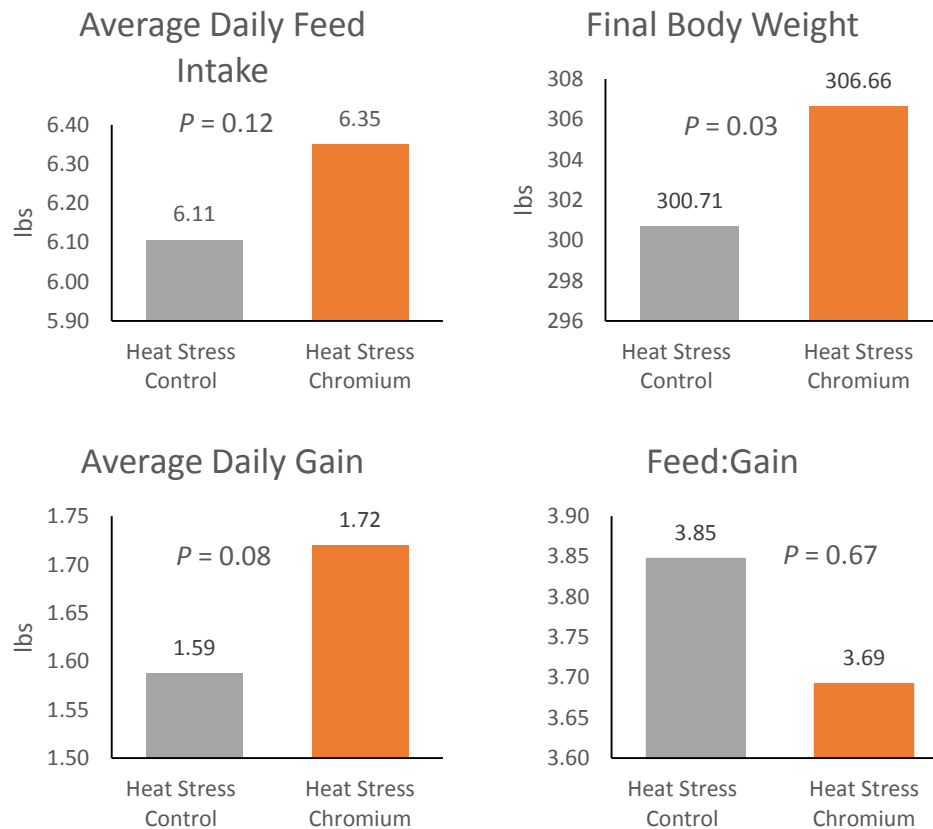 Average Daily Feed
Intake
P = 0.12
6.40
6.30
6.20
6.10
6.00
5.90
lbs
6.11
6.35
Heat Stress
Control
Heat Stress
Chromium
Final Body Weight
P = 0.03
308
306
304
302
300
298
296
lbs
300.71
306.66
Heat Stress
Control
Heat Stress
Chromium
Average Daily Gain
P = 0.08
1.75
1.70
1.65
1.60
1.55
1.50
lbs
1.59
1.72
Heat Stress
Control
Heat Stress
Chromium
Feed:Gain
P = 0.67
3.90
3.85
3.80
3.75
3.70
3.65
3.60
3.85
3.69
Heat Stress
Control
Heat Stress
Chromium